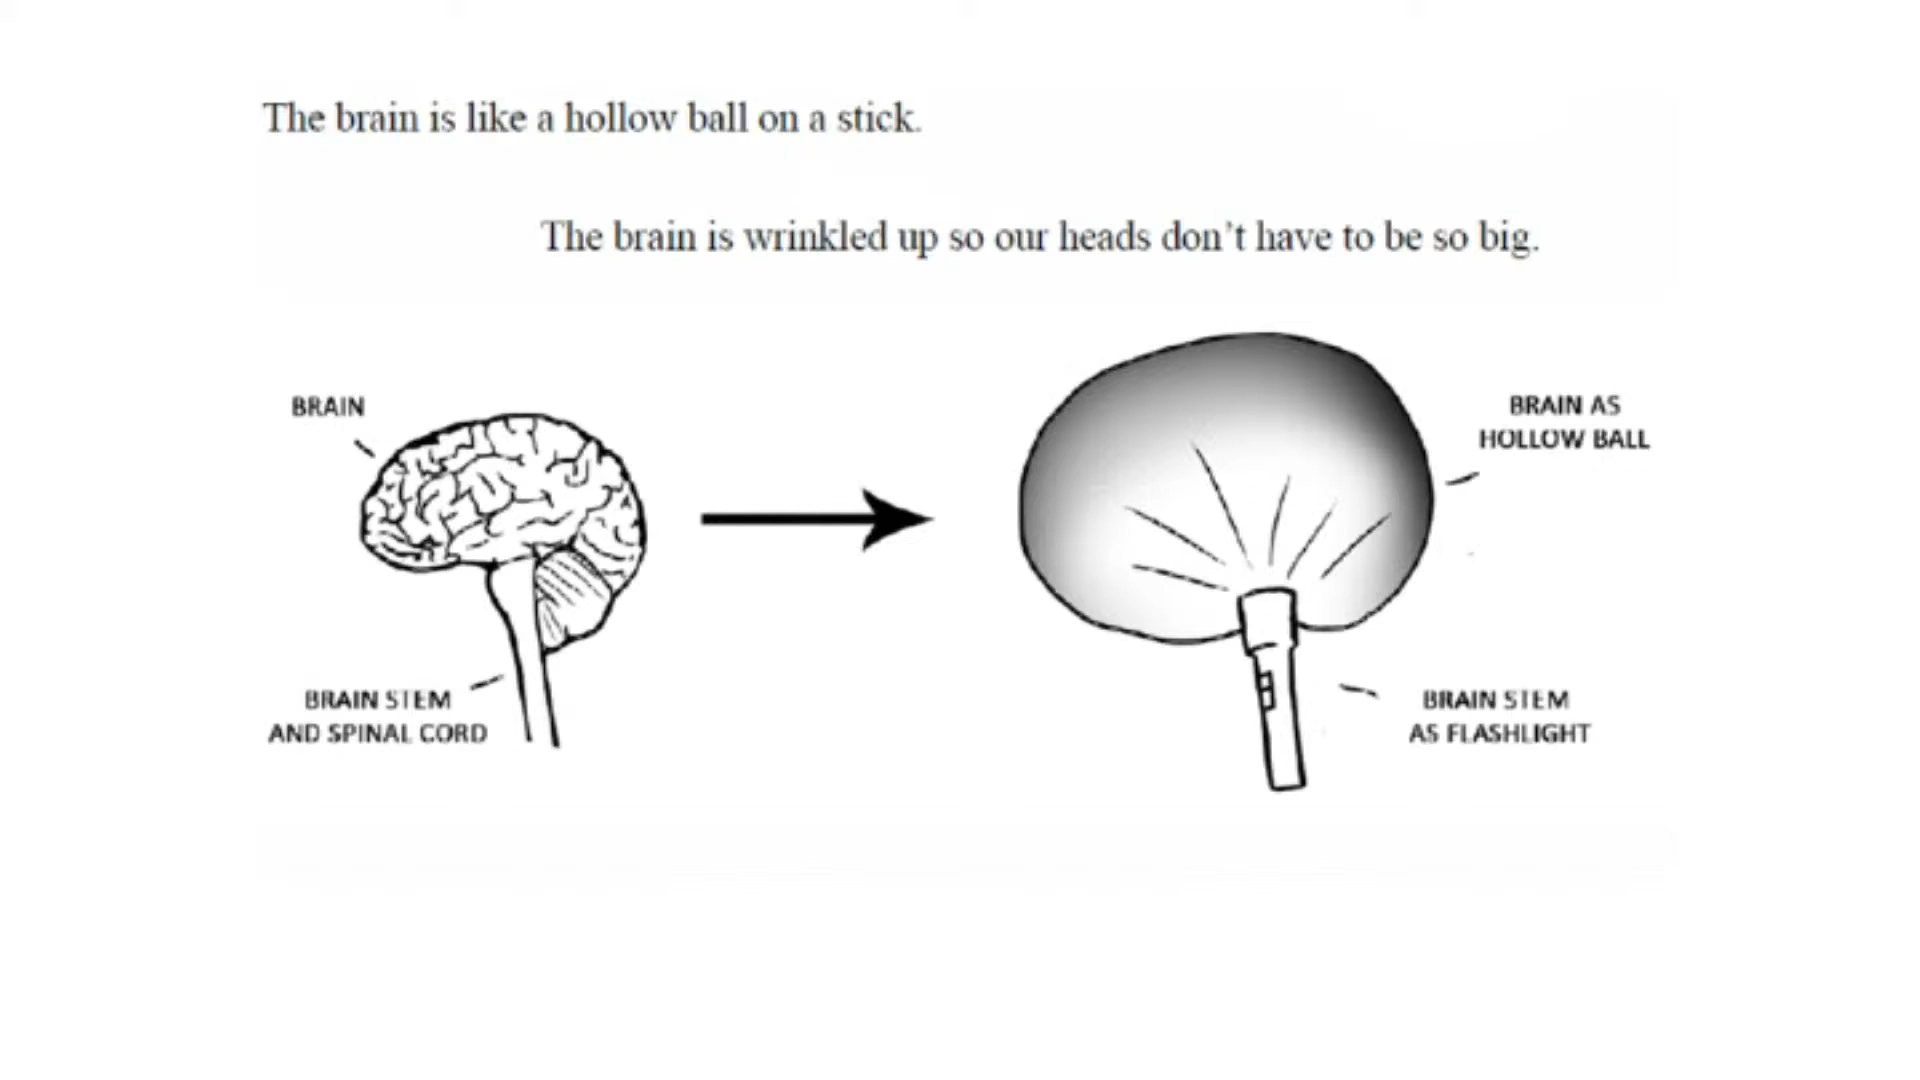 The brain is like a hollow ball on a stick.
The brain is wrinkled up so our heads don't have to be so big.
BRAIN
BRAIN STEM
AND SPINAL CORD
BRAIN AS
HOLLOW BALL
BRAIN STEM
AS FLASHLIGHT